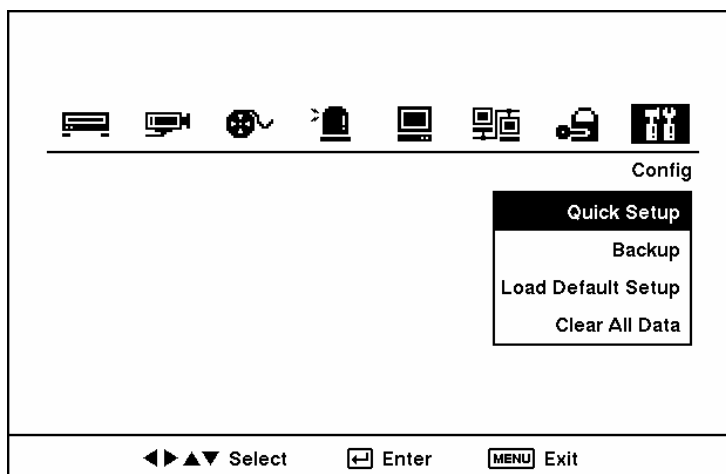 Config
Quick Setup
Backup
Load Default Setup
Clear All Data
Select Enter MENU Exit